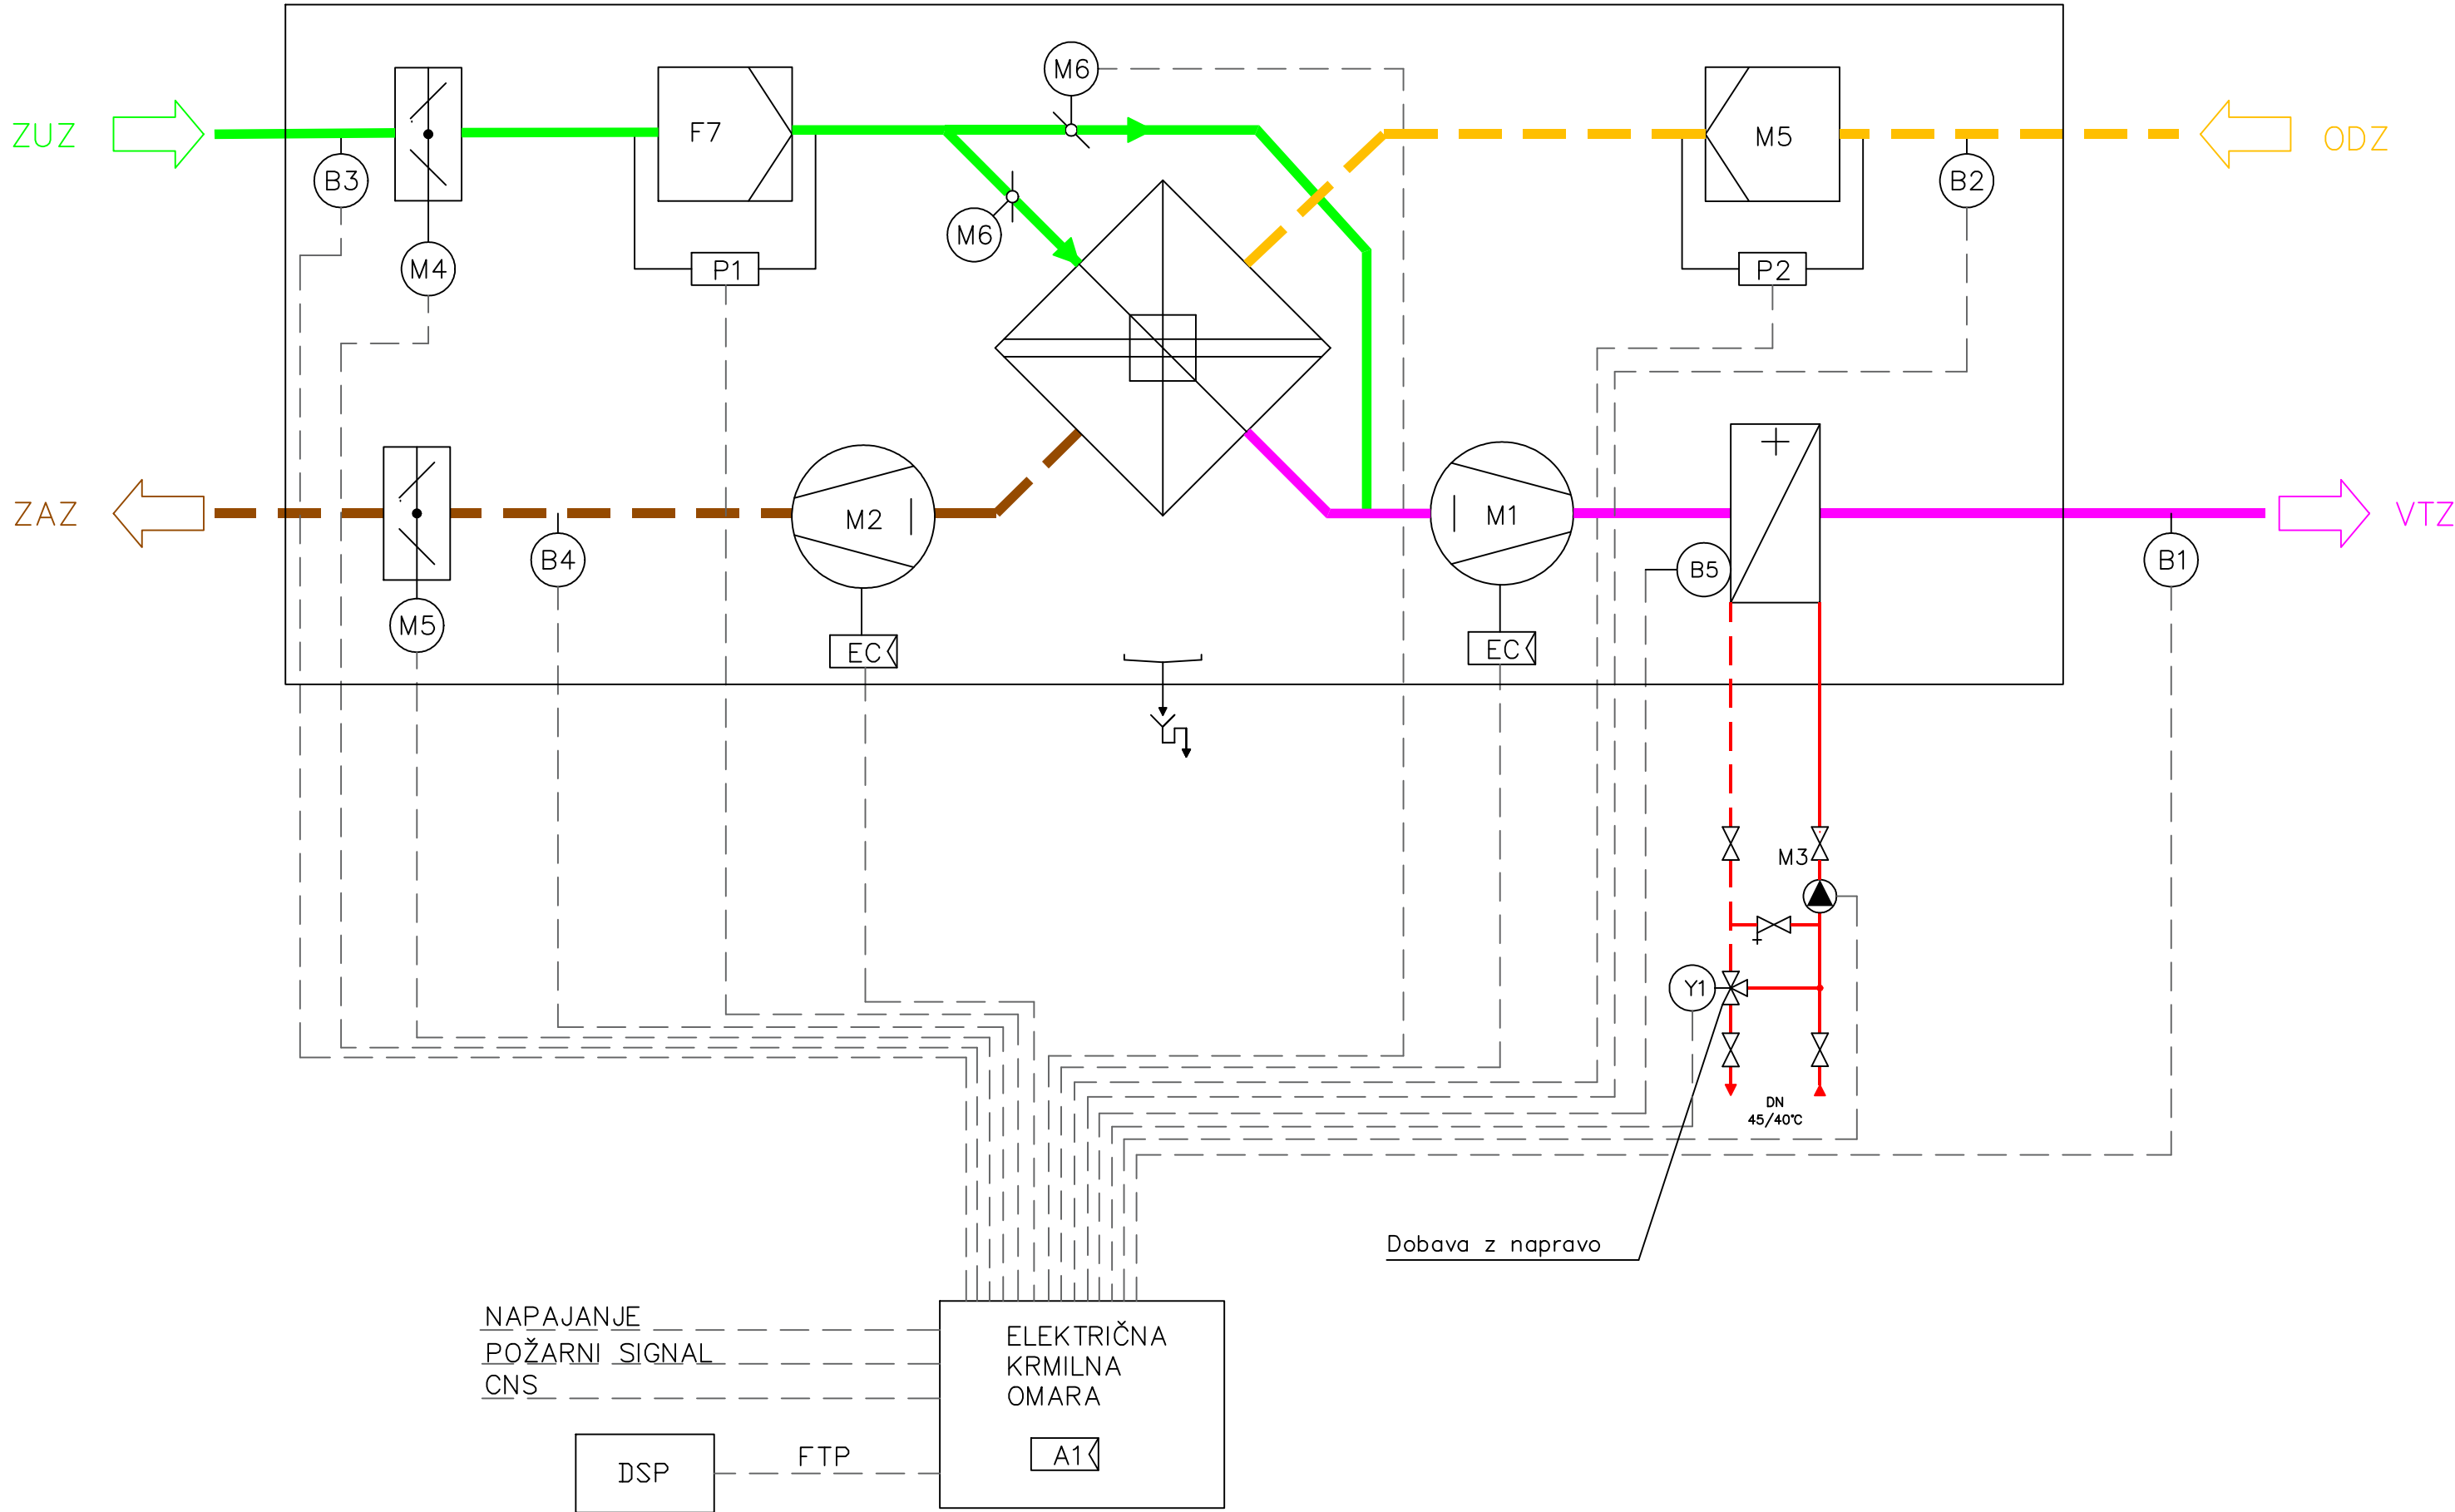 M6
ZUZ
F7
M5
ODZ
B3
B2
M6
M4
P1
P2
ZAZ
M2
M1
VTZ
B4
B5
B1
M5
EC
EC
M3
Y1
DN
45/40°C
Dobava z napravo
NAPAJANJE
POŽARNI SIGNAL
CNS
ELEKTRIČNA
KRMILNA
OMARA
FTP
A1
DSP